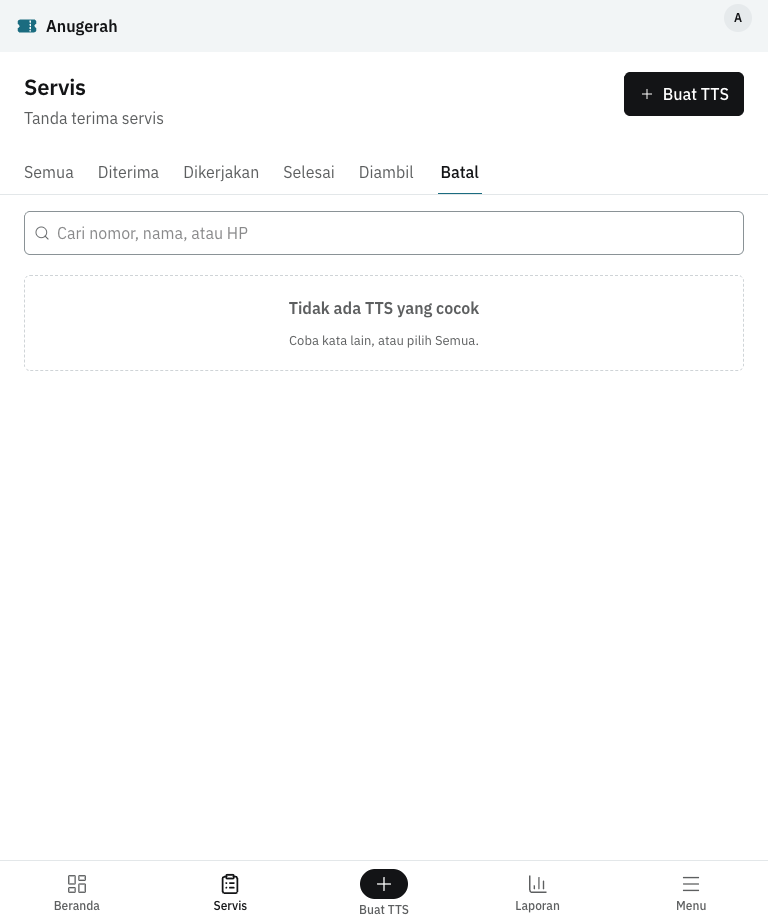 Anugerah
A
Servis
Tanda terima servis
Buat TTS
Semua Diterima Dikerjakan Selesai Diambil Batal
Cari nomor, nama, atau HP
Tidak ada TTS yang cocok
Coba kata lain, atau pilih Semua.
Beranda Servis Buat TTS Laporan Menu